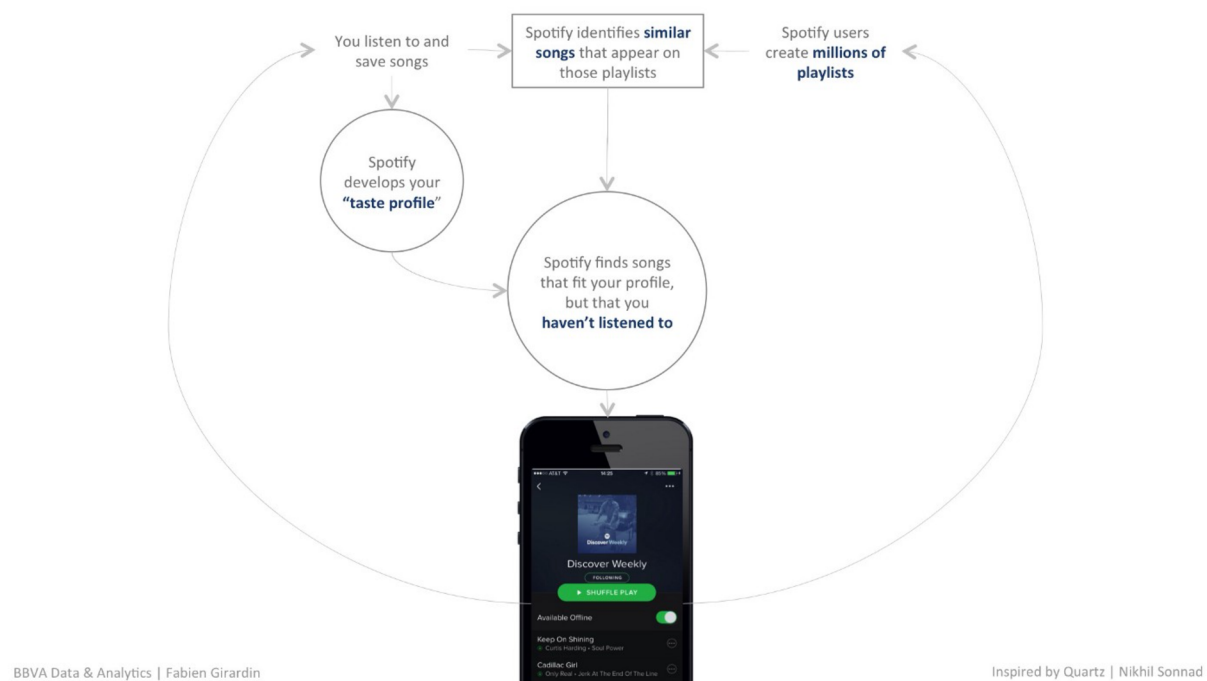 You listen to and
save songs
Spotify identifies similar
songs that appear on
those playlists
Spotify users
create millions of
playlists
Spotify
develops your
“taste profile”
Spotify finds songs
that fit your profile,
but that you
haven’t listened to
AT&T 14:25
Discover Weekly
Discover Weekly
FOLLOWING
SHUFFLE PLAY
Available Offline
Keep On Shining
Curtis Harding • Soul Power
Cadillac Girl
Only Real • Jerk At The End Of The Line
BBVA Data & Analytics | Fabien Girardin
Inspired by Quartz | Nikhil Sonnad